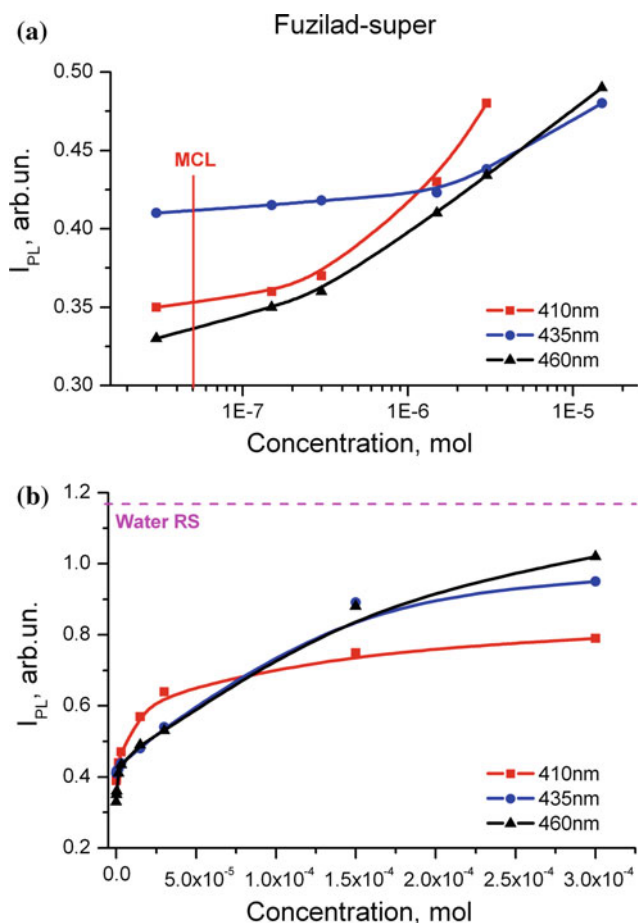 (a)
Fuzilad-super
0.50
0.45
0.40
0.35
0.30
I_PL, arb.un.
MCL
410nm
435nm
460nm
1E-7 1E-6 1E-5
Concentration, mol
(b)
1.2
1.0
0.8
0.6
0.4
0.2
I_PL, arb.un.
Water RS
410nm
435nm
460nm
0.0 5.0x10⁻⁵ 1.0x10⁻⁴ 1.5x10⁻⁴ 2.0x10⁻⁴ 2.5x10⁻⁴ 3.0x10⁻⁴
Concentration, mol